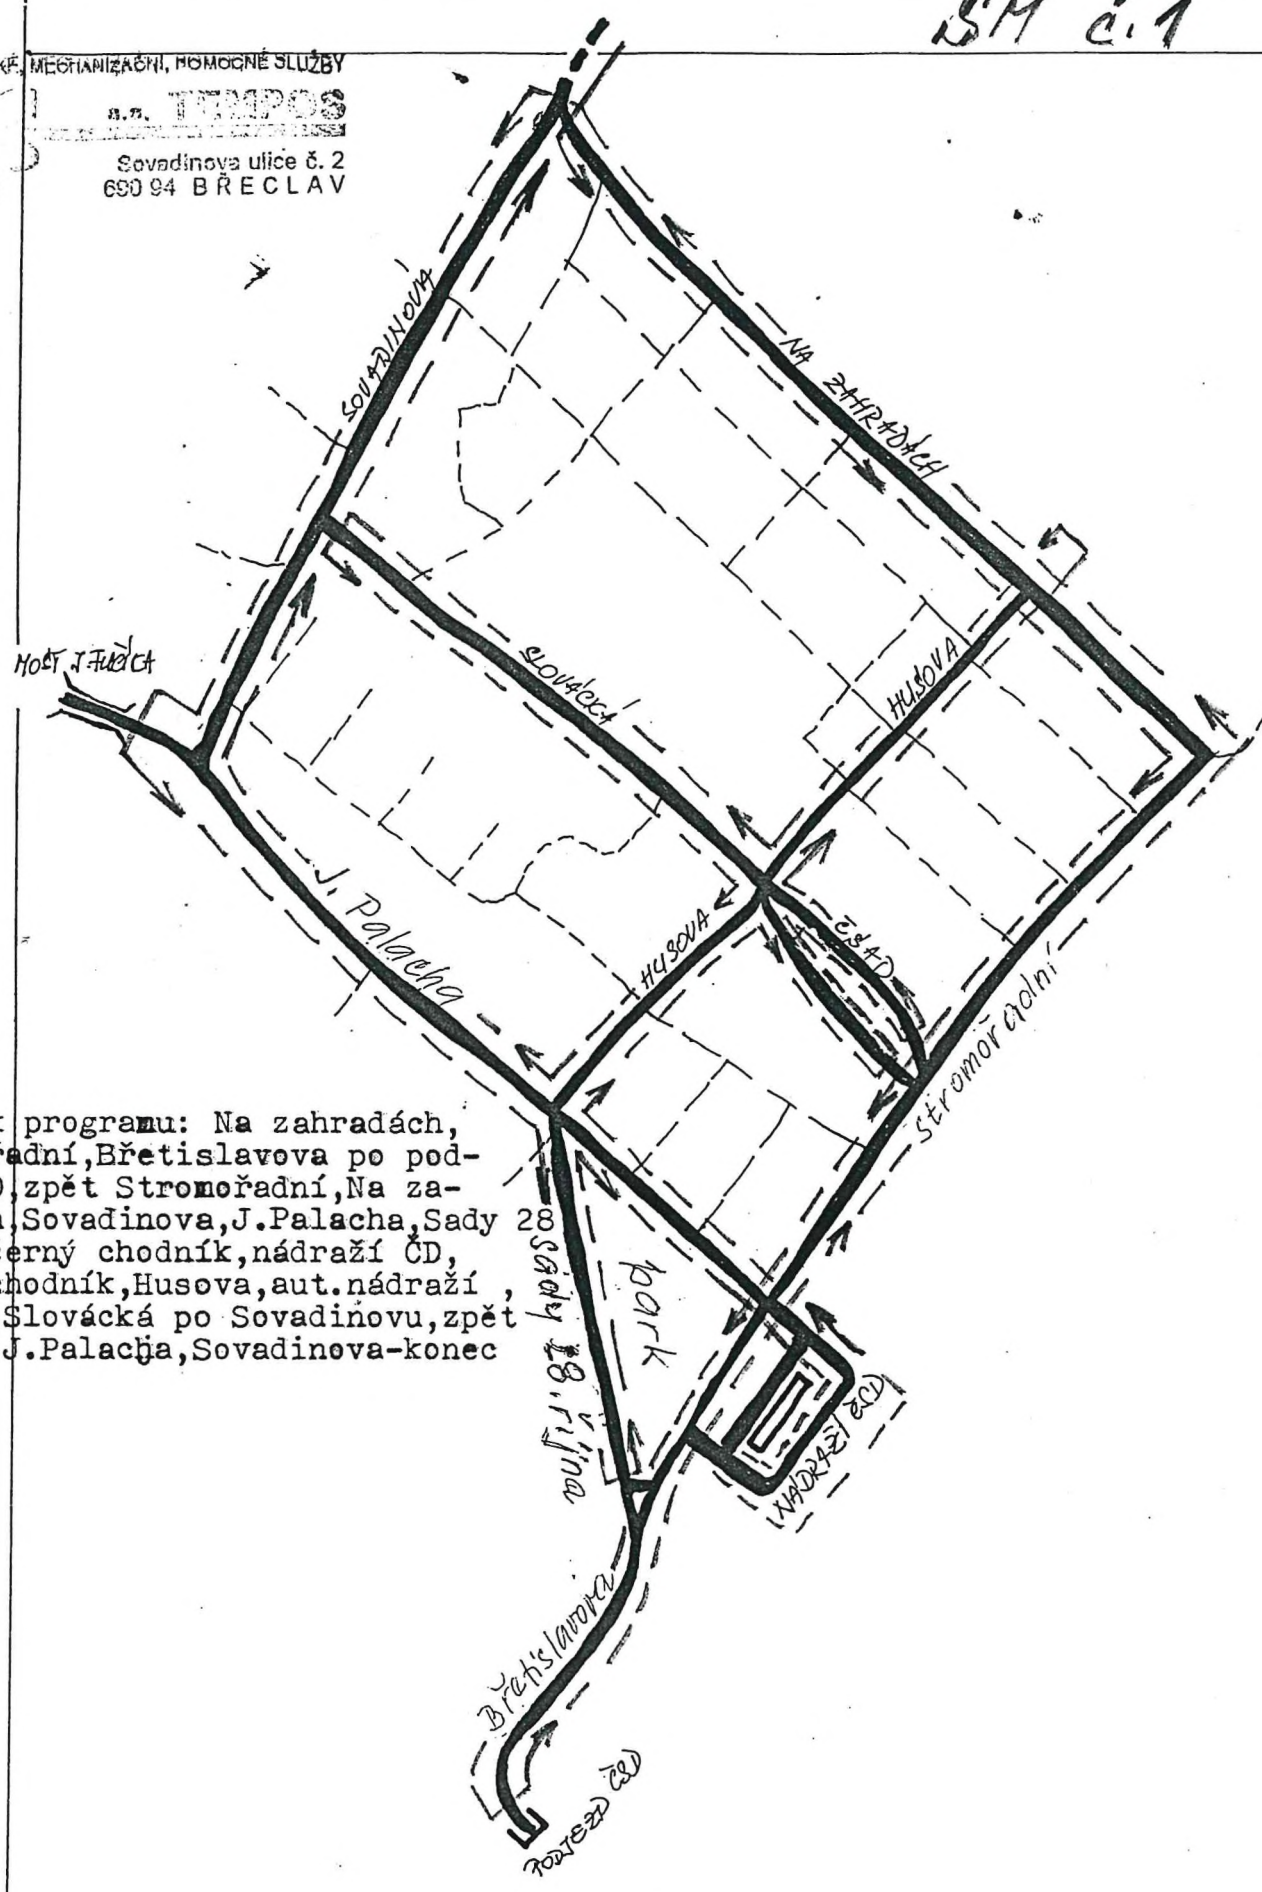 SM č.1
MECHANIZAČNÍ, POMOCNÉ SLUŽBY
a.s. TEMPOS
Sovadinova ulice č. 2
690 94 BŘECLAV
SOVADINOVA
NA ZAHRADÁCH
MOST J.FUČÍKA
SLOVÁCKÁ
HUSOVA
J. Palacha
HUSOVA
ČSAD
Stromořadní
programu: Na zahradách,
řadní,Břetislavova po pod-
,zpět Stromořadní,Na za-
,Sovadinova,J.Palacha,Sady 28
erný chodník,nádraží ČD,
hodník,Husova,aut.nádraží ,
Slovácká po Sovadinovu,zpět
J.Palacha,Sovadinova-konec
Sady 28. října
park
NÁDRAŽÍ ČSD
Břetislavova
PODJEZD ČSD